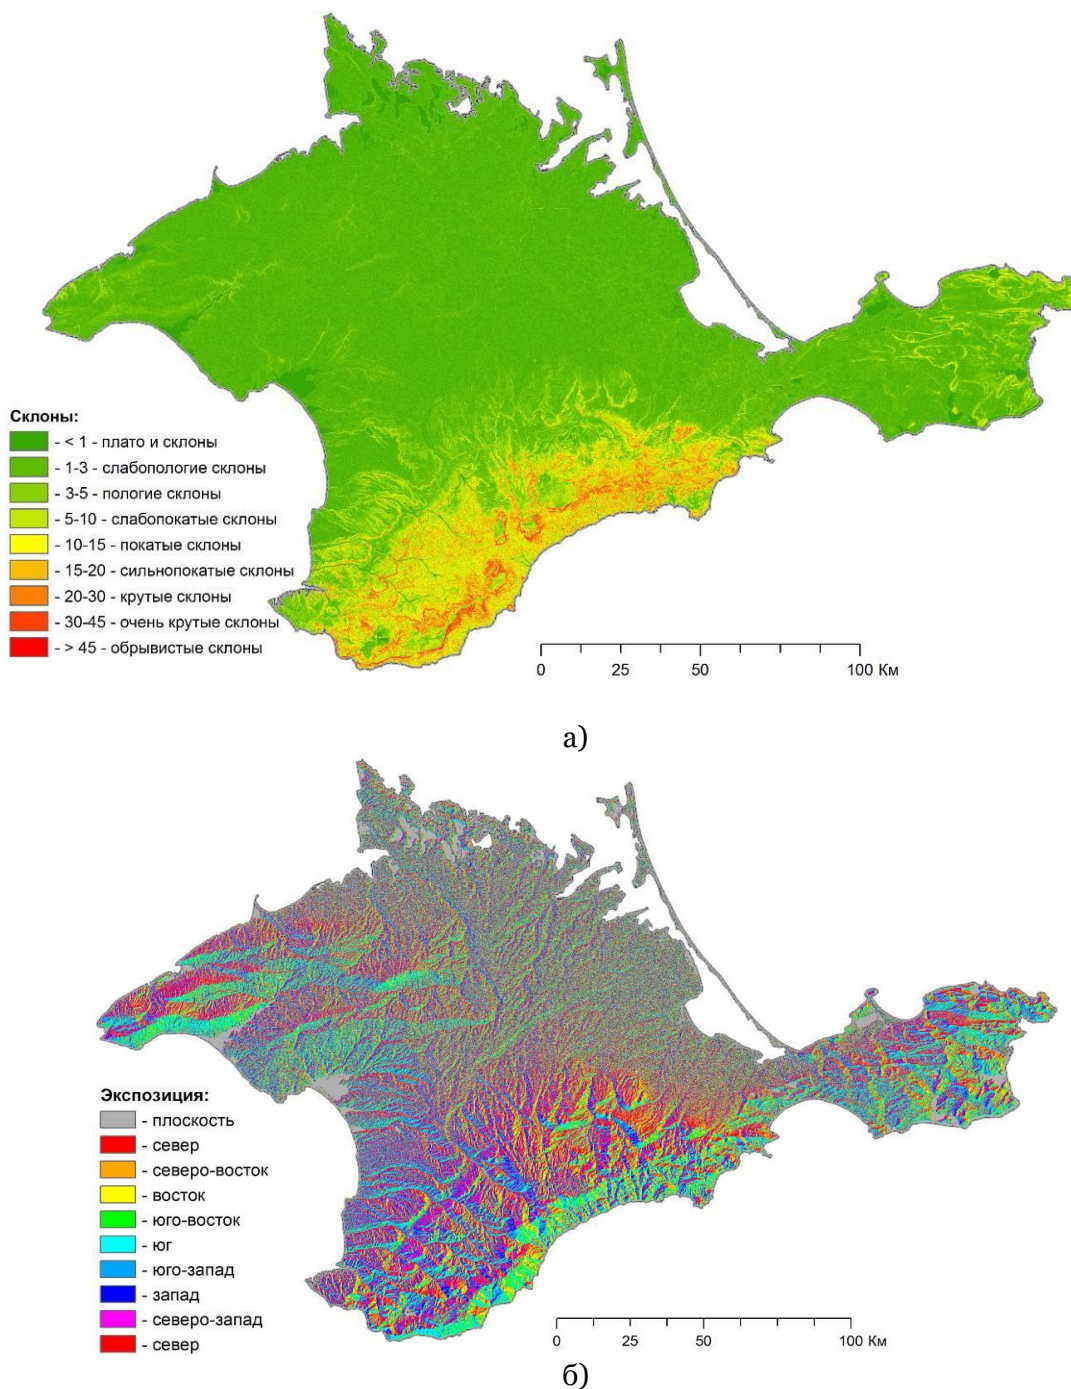 Склоны:
- < 1 - плато и склоны
- 1-3 - слабопологие склоны
- 3-5 - пологие склоны
- 5-10 - слабопокатые склоны
- 10-15 - покатые склоны
- 15-20 - сильнопокатые склоны
- 20-30 - крутые склоны
- 30-45 - очень крутые склоны
- > 45 - обрывистые склоны
0 25 50 100 Км
а)
Экспозиция:
- плоскость
- север
- северо-восток
- восток
- юго-восток
- юг
- юго-запад
- запад
- северо-запад
- север
0 25 50 100 Км
б)